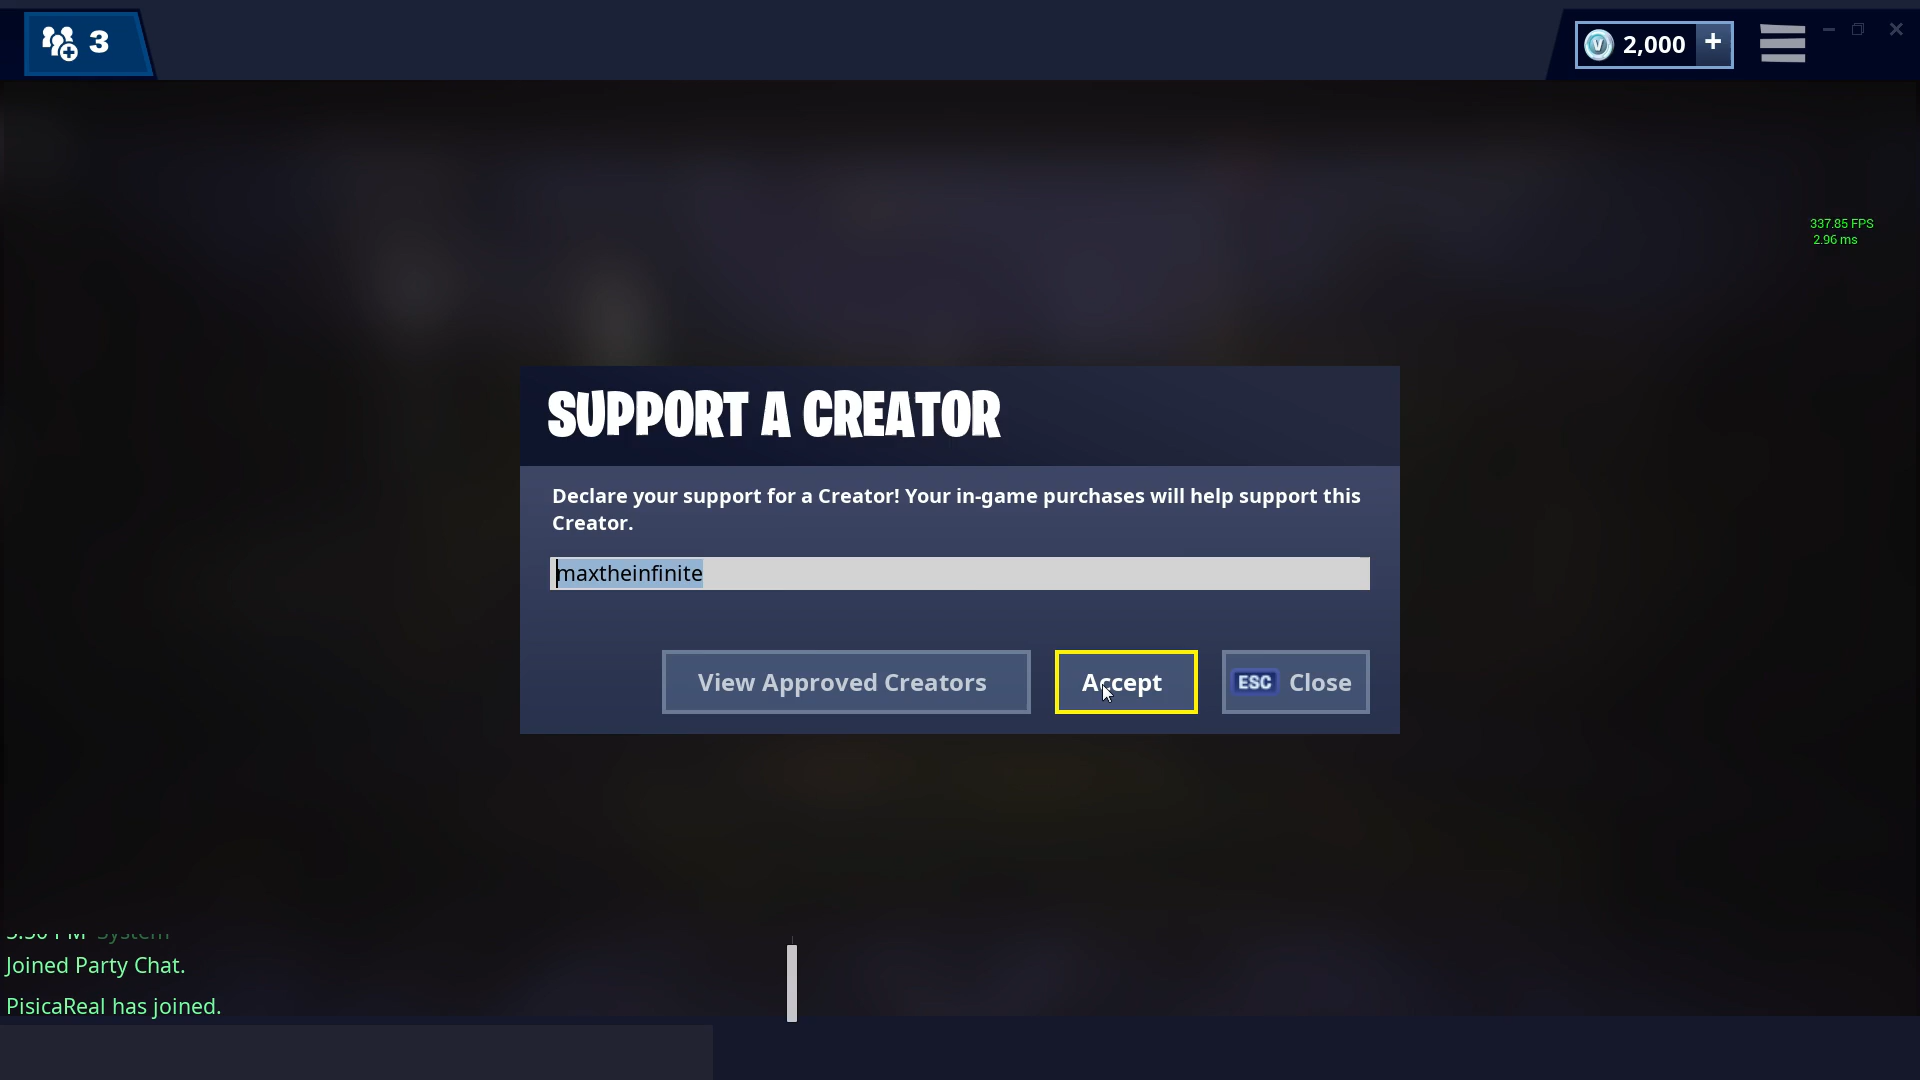 3
2,000 +
337.85 FPS
2.96 ms
SUPPORT A CREATOR
Declare your support for a Creator! Your in-game purchases will help support this
Creator.
maxtheinfinite
View Approved Creators
Accept
ESC Close
System
Joined Party Chat.
PisicaReal has joined.